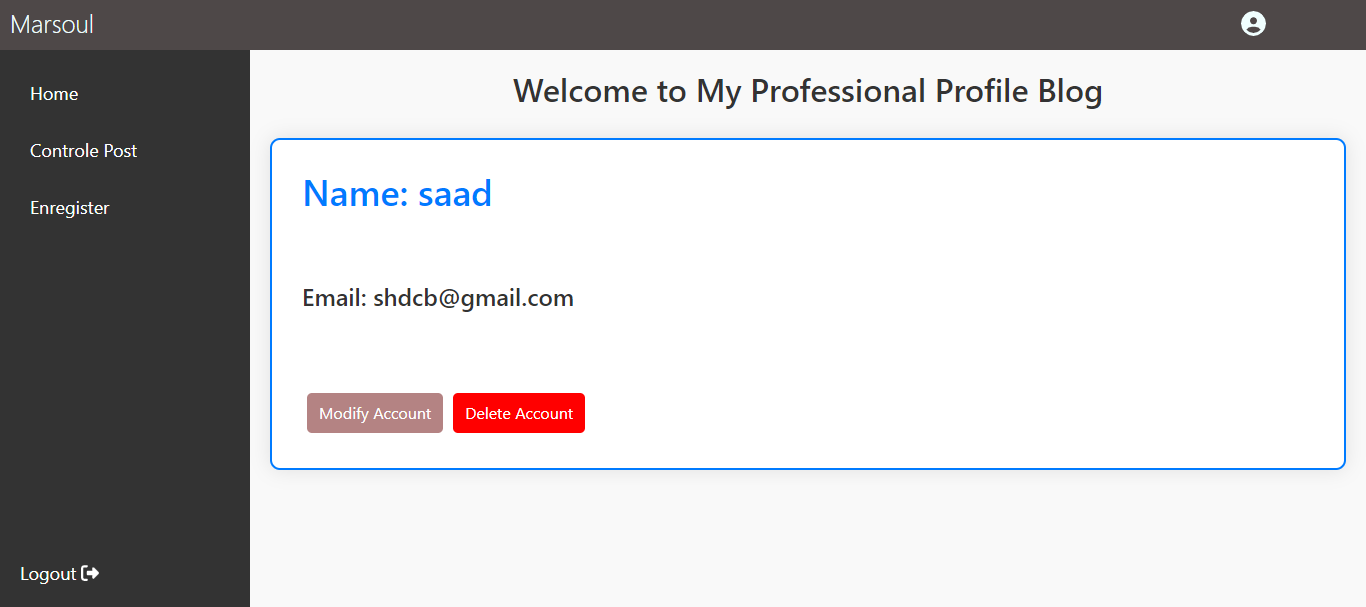 Marsoul
Home
Controle Post
Enregister
Logout
Welcome to My Professional Profile Blog
Name: saad
Email: shdcb@gmail.com
Modify Account
Delete Account